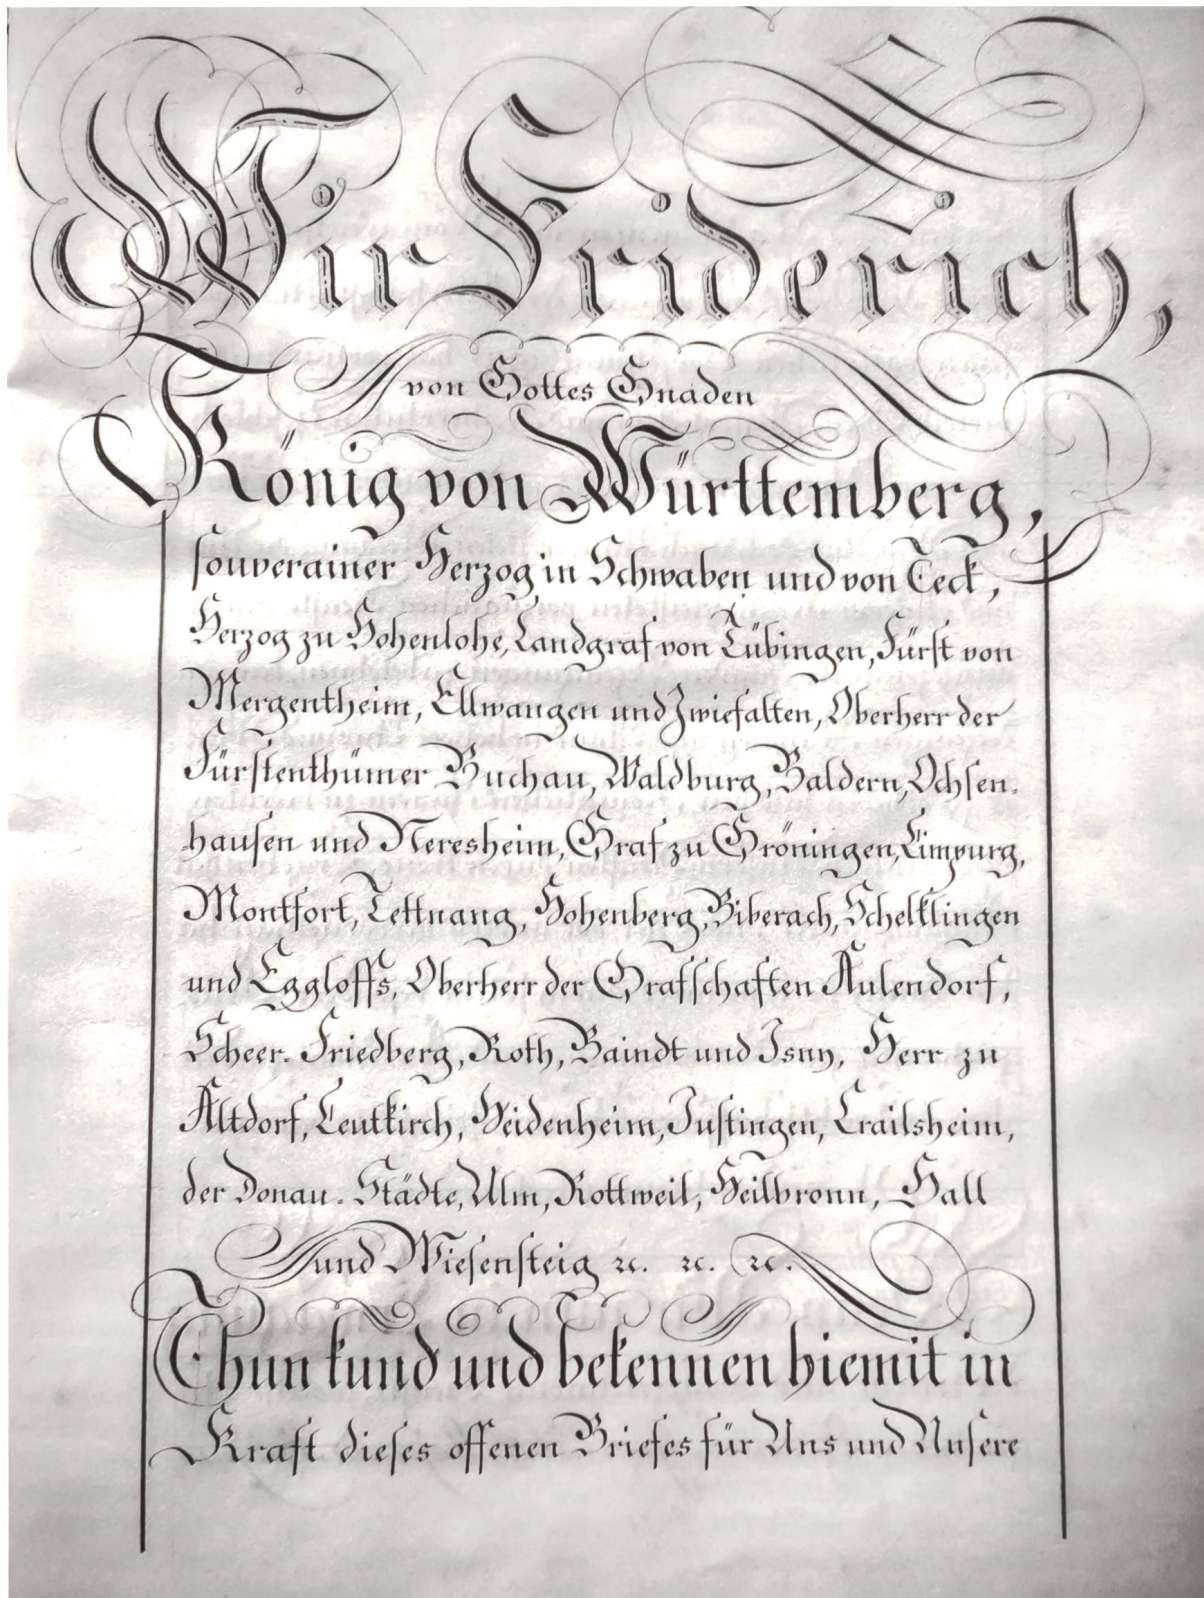 Wir Friderich,
von Gottes Gnaden
König von Württemberg,
souverainer Herzog in Schwaben und von Teck,
Herzog zu Hohenlohe, Landgraf von Tübingen, Fürst von
Mergentheim, Ellwangen und Zwiefalten, Oberherr der
Fürstenthümer Buchau, Waldburg, Baldern, Ochsen-
hausen und Neresheim, Graf zu Gröningen, Limpurg,
Montfort, Tettnang, Hohenberg, Biberach, Schelklingen
und Eggloffs, Oberherr der Grafschaften Aulendorf,
Scheer-Friedberg, Roth, Baindt und Isny, Herr zu
Altdorf, Leutkirch, Heidenheim, Justingen, Crailsheim,
der Donau-Städte, Ulm, Rottweil, Heilbronn, Hall
und Wiesensteig ꝛc. ꝛc. ꝛc.
Thun kund und bekennen hiemit in
Kraft dieses offenen Briefes für Uns und Unsere